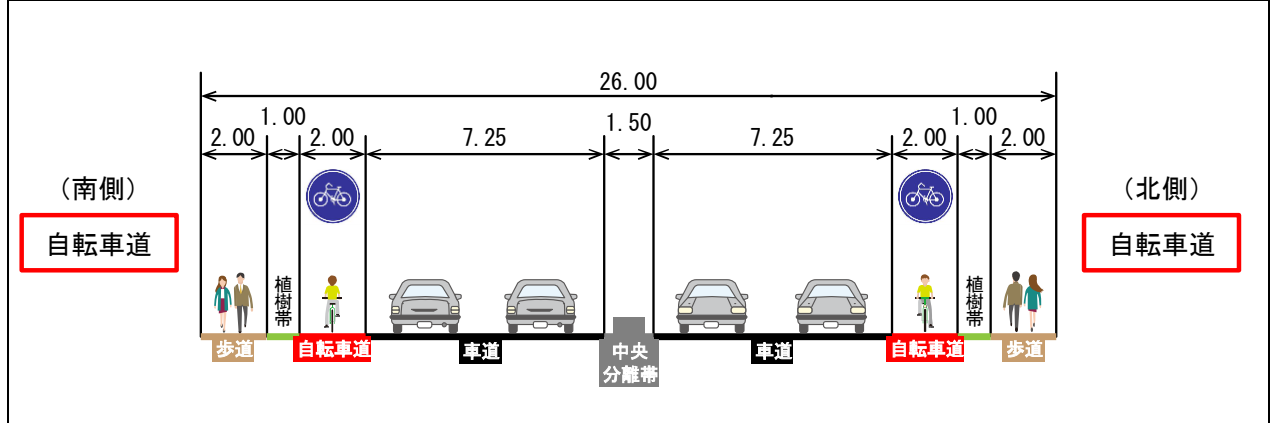 26.00
1.00
1.50
1.00
2.00
2.00
7.25
7.25
2.00
2.00
（南側）
自転車道
（北側）
自転車道
植樹帯
植樹帯
歩道
自転車道
車道
中央
分離帯
車道
自転車道
歩道